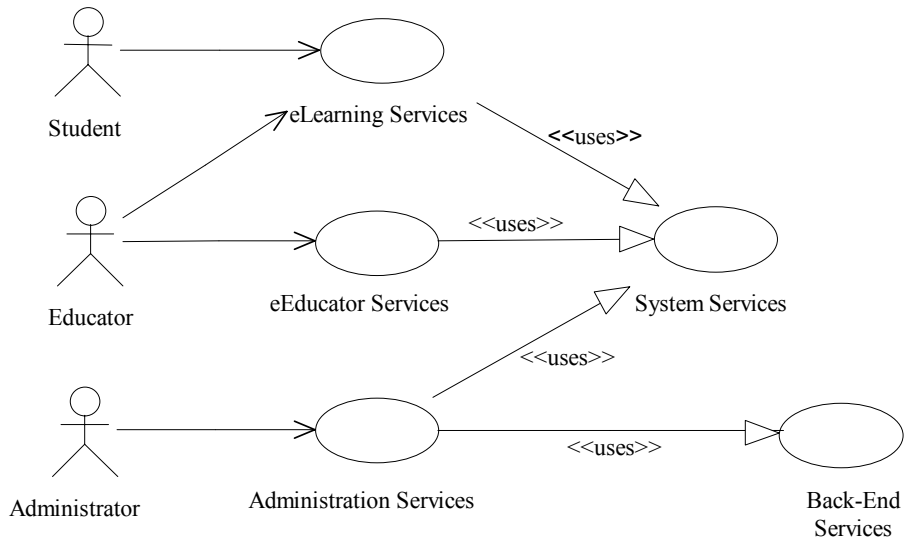 Student
eLearning Services
<<uses>>
<<uses>>
Educator
eEducator Services
System Services
<<uses>>
<<uses>>
Administrator
Administration Services
Back-End
Services